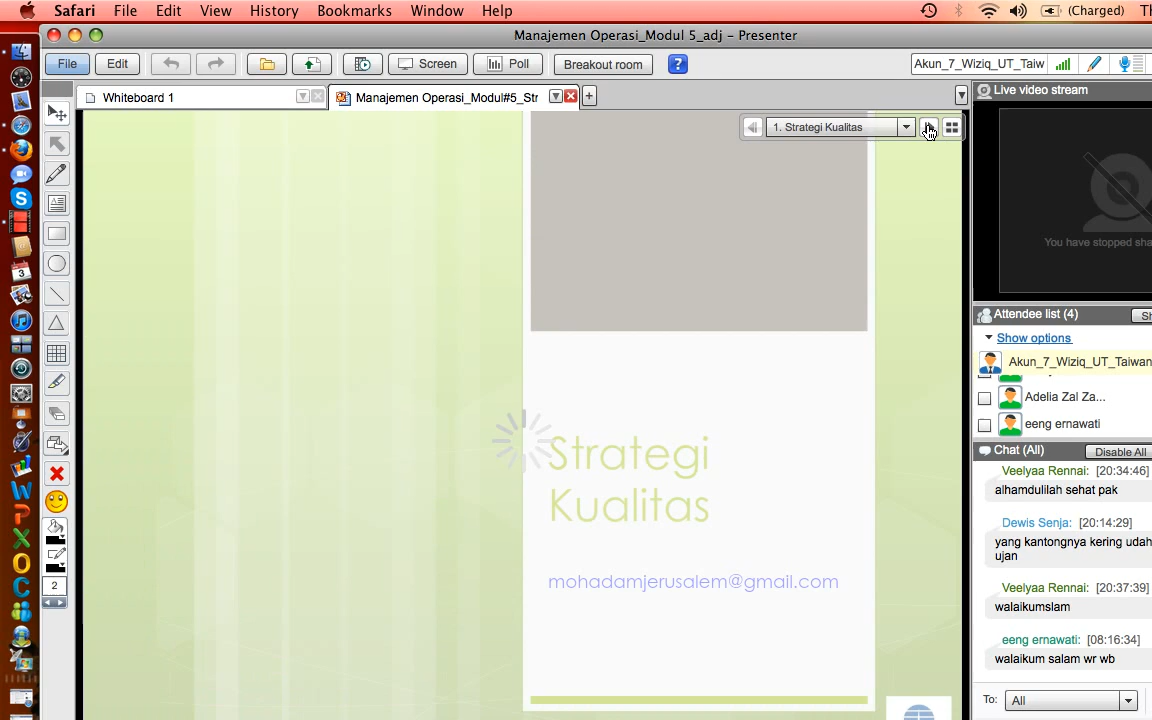 Safari File Edit View History Bookmarks Window Help (Charged) Th
Manajemen Operasi_Modul 5_adj - Presenter
File Edit Screen Poll Breakout room ? Akun_7_Wiziq_UT_Taiw
Whiteboard 1 Manajemen Operasi_Modul#5_Str
Live video stream
1. Strategi Kualitas
You have stopped sha
Attendee list (4) Sh
Show options
Akun_7_Wiziq_UT_Taiwan
Adelia Zal Za...
eeng ernawati
Chat (All) Disable All
Veelyaa Rennai: [20:34:46]
alhamdulilah sehat pak
Dewis Senja: [20:14:29]
yang kantongnya kering udah
ujan
Veelyaa Rennai: [20:37:39]
walaikumslam
eeng ernawati: [08:16:34]
walaikum salam wr wb
To: All
Strategi
Kualitas
mohadamjerusalem@gmail.com
2